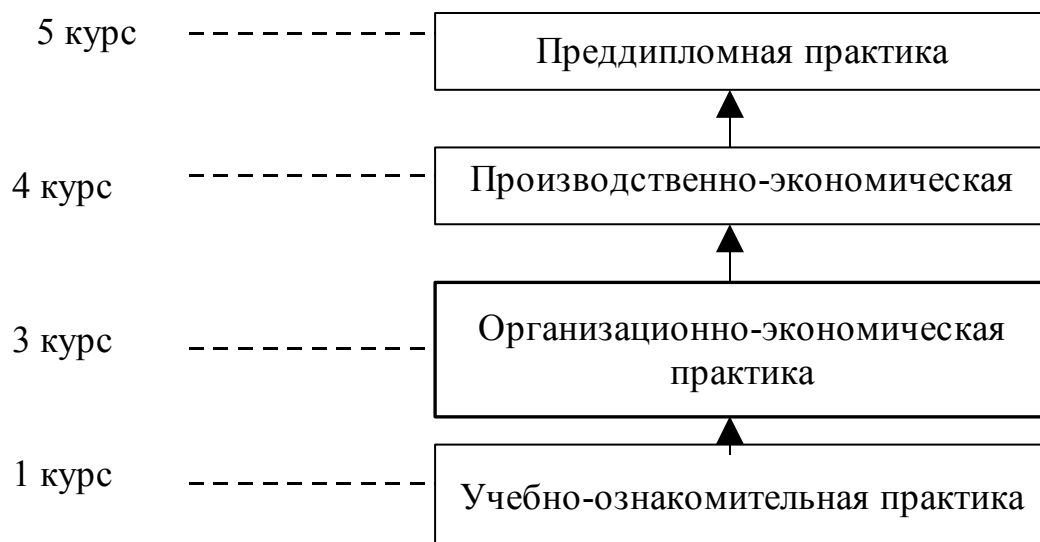 5 курс
Преддипломная практика
4 курс
Производственно-экономическая
3 курс
Организационно-экономическая
практика
1 курс
Учебно-ознакомительная практика